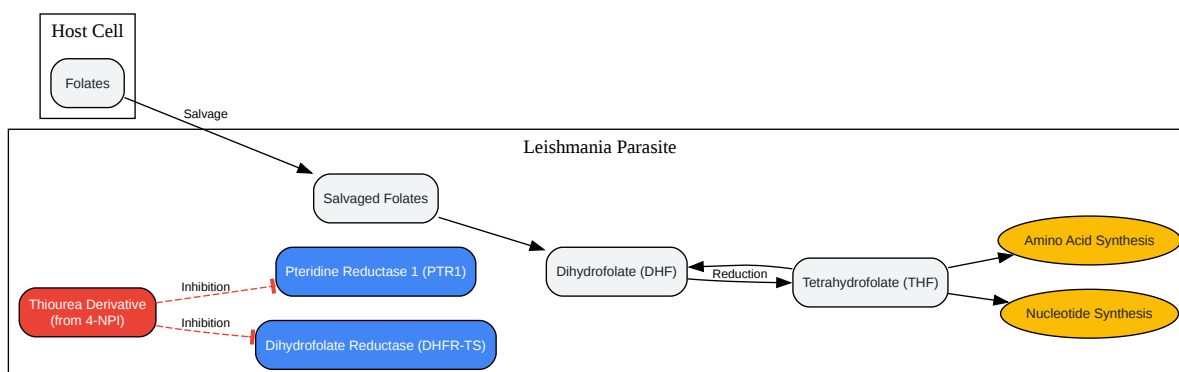 Host Cell
Folates
Salvage
Leishmania Parasite
Salvaged Folates
Pteridine Reductase 1 (PTR1)
Inhibition
Thiourea Derivative
(from 4-NPI)
Inhibition
Dihydrofolate Reductase (DHFR-TS)
Dihydrofolate (DHF)
Reduction
Tetrahydrofolate (THF)
Amino Acid Synthesis
Nucleotide Synthesis